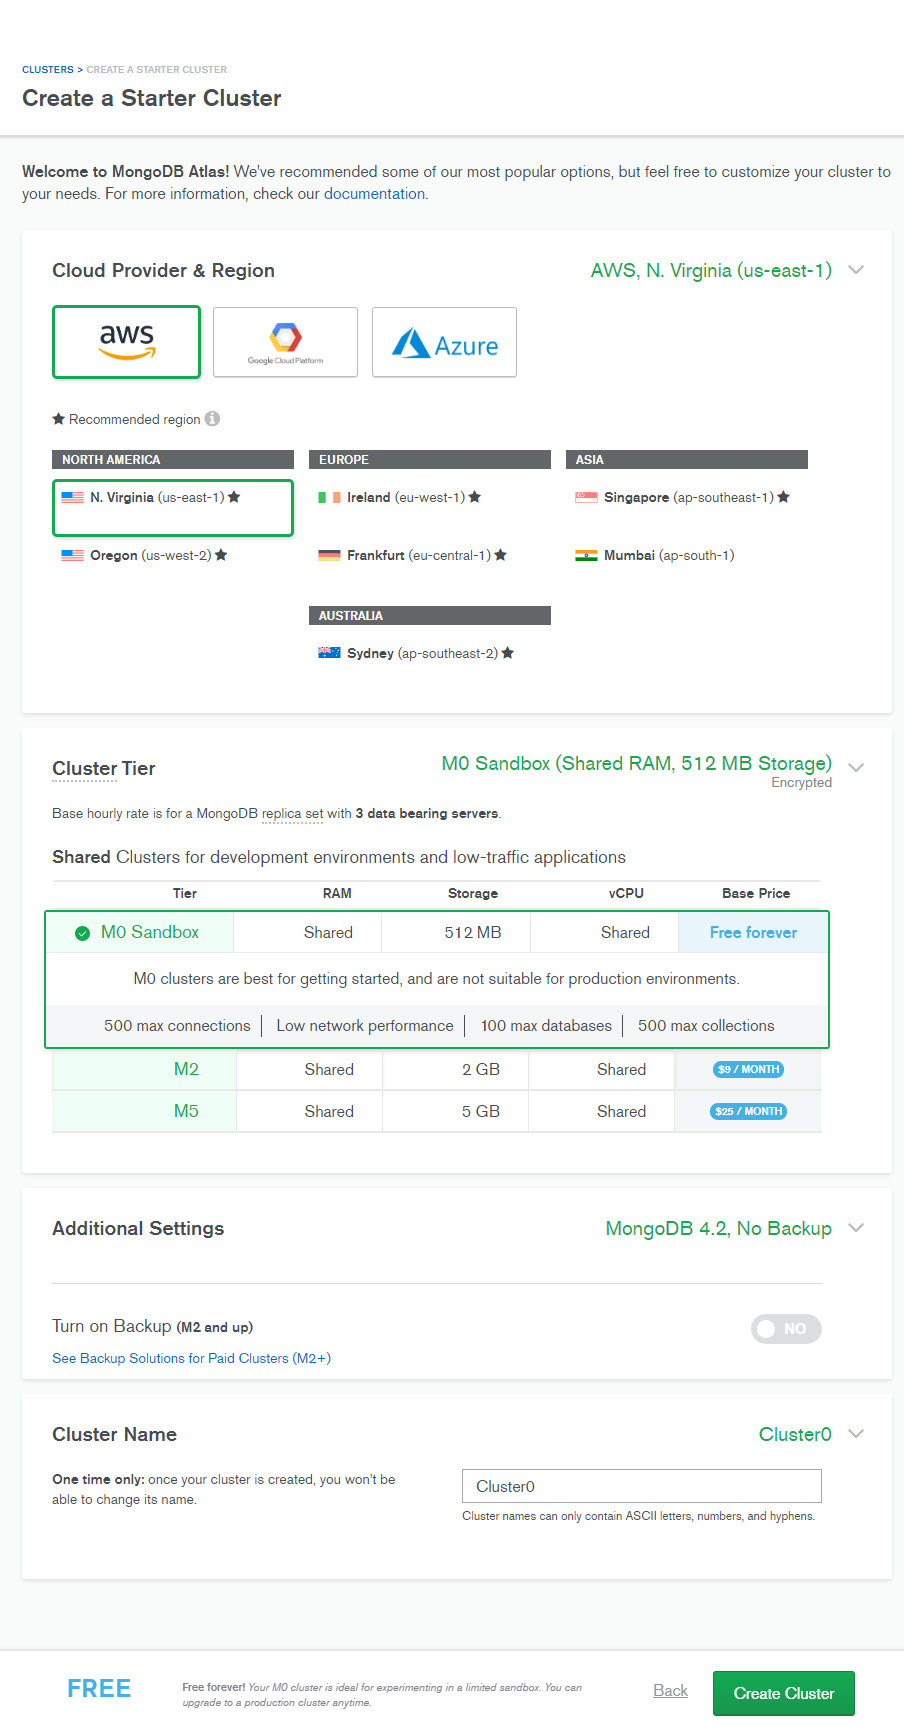 CLUSTERS > CREATE A STARTER CLUSTER
Create a Starter Cluster
Welcome to MongoDB Atlas! We've recommended some of our most popular options, but feel free to customize your cluster to
your needs. For more information, check our documentation.
Cloud Provider & Region
AWS, N. Virginia (us-east-1)
aws
Google Cloud Platform
Azure
★ Recommended region i
NORTH AMERICA
EUROPE
ASIA
N. Virginia (us-east-1) ★
Ireland (eu-west-1) ★
Singapore (ap-southeast-1) ★
Oregon (us-west-2) ★
Frankfurt (eu-central-1) ★
Mumbai (ap-south-1)
AUSTRALIA
Sydney (ap-southeast-2) ★
Cluster Tier
M0 Sandbox (Shared RAM, 512 MB Storage)
Encrypted
Base hourly rate is for a MongoDB replica set with 3 data bearing servers.
Shared Clusters for development environments and low-traffic applications
Tier RAM Storage vCPU Base Price
M0 Sandbox Shared 512 MB Shared Free forever
M0 clusters are best for getting started, and are not suitable for production environments.
500 max connections | Low network performance | 100 max databases | 500 max collections
M2 Shared 2 GB Shared $9 / MONTH
M5 Shared 5 GB Shared $25 / MONTH
Additional Settings
MongoDB 4.2, No Backup
Turn on Backup (M2 and up)
NO
See Backup Solutions for Paid Clusters (M2+)
Cluster Name
Cluster0
One time only: once your cluster is created, you won't be
able to change its name.
Cluster0
Cluster names can only contain ASCII letters, numbers, and hyphens.
FREE
Free forever! Your M0 cluster is ideal for experimenting in a limited sandbox. You can
upgrade to a production cluster anytime.
Back
Create Cluster